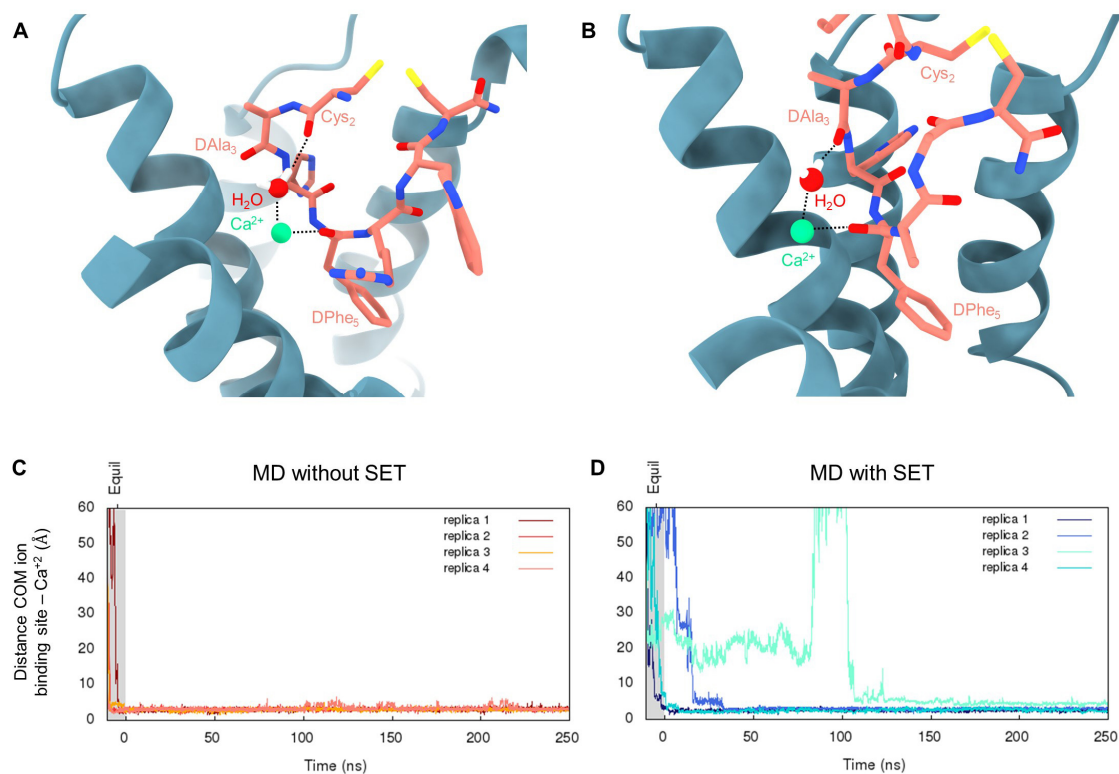 A
B
Cys2
Cys2
DAla3
DAla3
H2O
H2O
Ca2+
Ca2+
DPhe5
DPhe5
C
Equil
MD without SET
D
Equil
MD with SET
Distance COM ion
binding site – Ca+2 (Å)
60
50
40
30
20
10
0
replica 1
replica 2
replica 3
replica 4
0 50 100 150 200 250
Time (ns)
60
50
40
30
20
10
0
replica 1
replica 2
replica 3
replica 4
0 50 100 150 200 250
Time (ns)